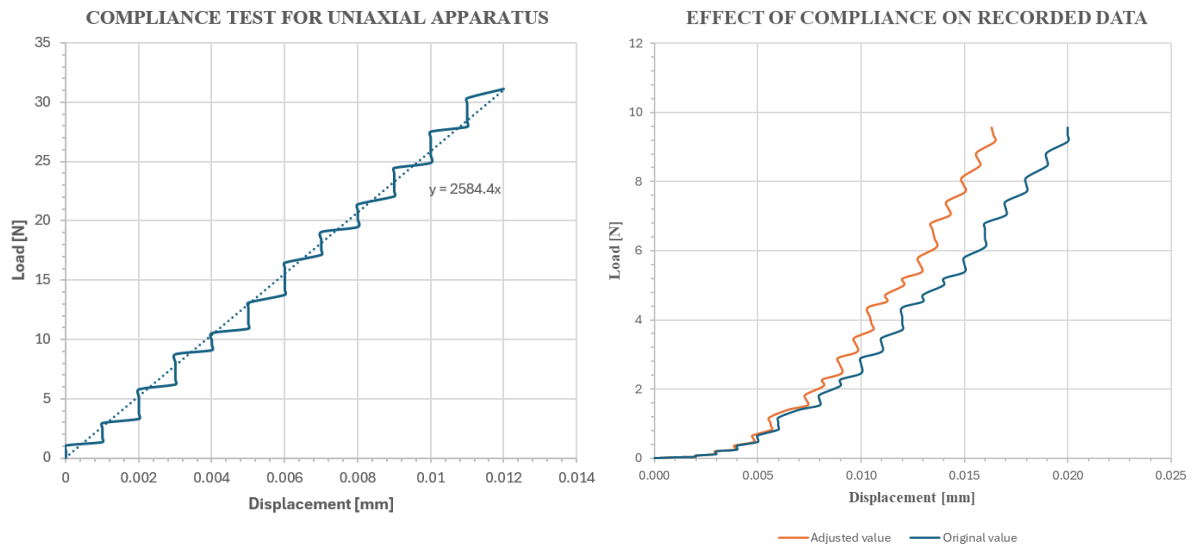 COMPLIANCE TEST FOR UNIAXIAL APPARATUS
35
30
25
20
15
10
5
0
Load [N]
y = 2584.4x
0 0.002 0.004 0.006 0.008 0.01 0.012 0.014
Displacement [mm]
EFFECT OF COMPLIANCE ON RECORDED DATA
12
10
8
6
4
2
0
Load [N]
0.000 0.005 0.010 0.015 0.020 0.025
Displacement [mm]
Adjusted value Original value